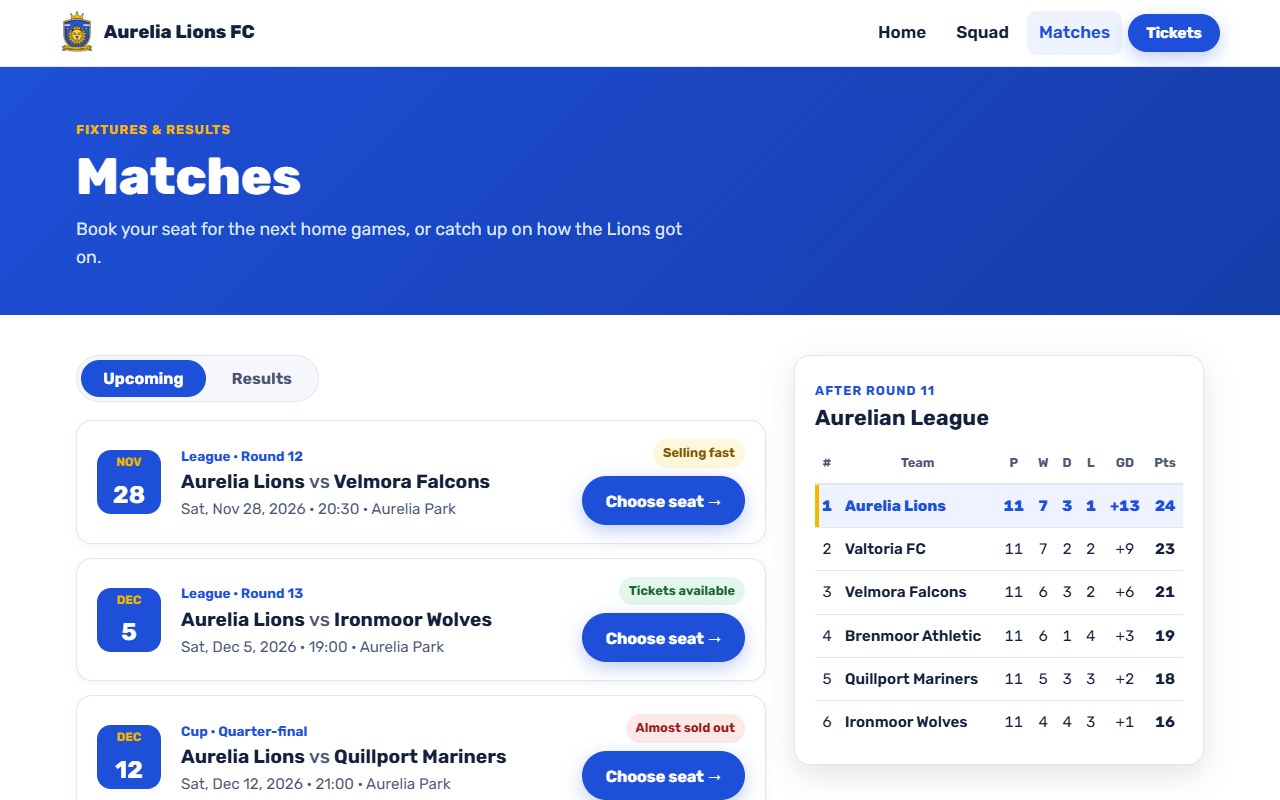 Aurelia Lions FC
Home Squad Matches Tickets
FIXTURES & RESULTS
Matches
Book your seat for the next home games, or catch up on how the Lions got
on.
Upcoming Results
NOV
28
League • Round 12
Aurelia Lions vs Velmora Falcons
Sat, Nov 28, 2026 • 20:30 • Aurelia Park
Selling fast
Choose seat →
DEC
5
League • Round 13
Aurelia Lions vs Ironmoor Wolves
Sat, Dec 5, 2026 • 19:00 • Aurelia Park
Tickets available
Choose seat →
DEC
12
Cup • Quarter-final
Aurelia Lions vs Quillport Mariners
Sat, Dec 12, 2026 • 21:00 • Aurelia Park
Almost sold out
Choose seat →
AFTER ROUND 11
Aurelian League
# Team P W D L GD Pts
1 Aurelia Lions 11 7 3 1 +13 24
2 Valtoria FC 11 7 2 2 +9 23
3 Velmora Falcons 11 6 3 2 +6 21
4 Brenmoor Athletic 11 6 1 4 +3 19
5 Quillport Mariners 11 5 3 3 +2 18
6 Ironmoor Wolves 11 4 4 3 +1 16